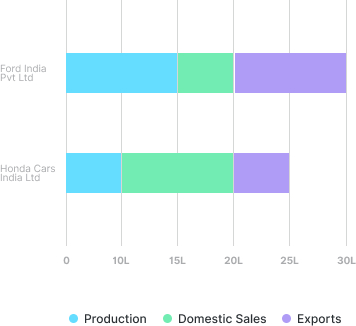 Ford India
Pvt Ltd
Honda Cars
India Ltd
0 10L 15L 20L 25L 30L
Production Domestic Sales Exports